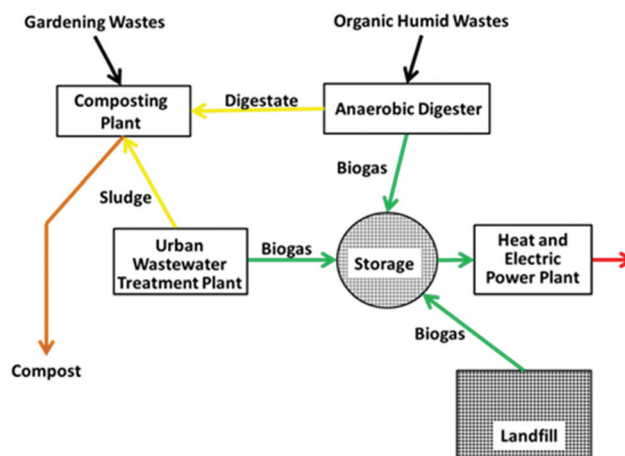 Gardening Wastes
Organic Humid Wastes
Composting
Plant
Digestate
Anaerobic Digester
Biogas
Sludge
Urban
Wastewater
Treatment Plant
Biogas
Storage
Heat and
Electric
Power Plant
Biogas
Compost
Landfill